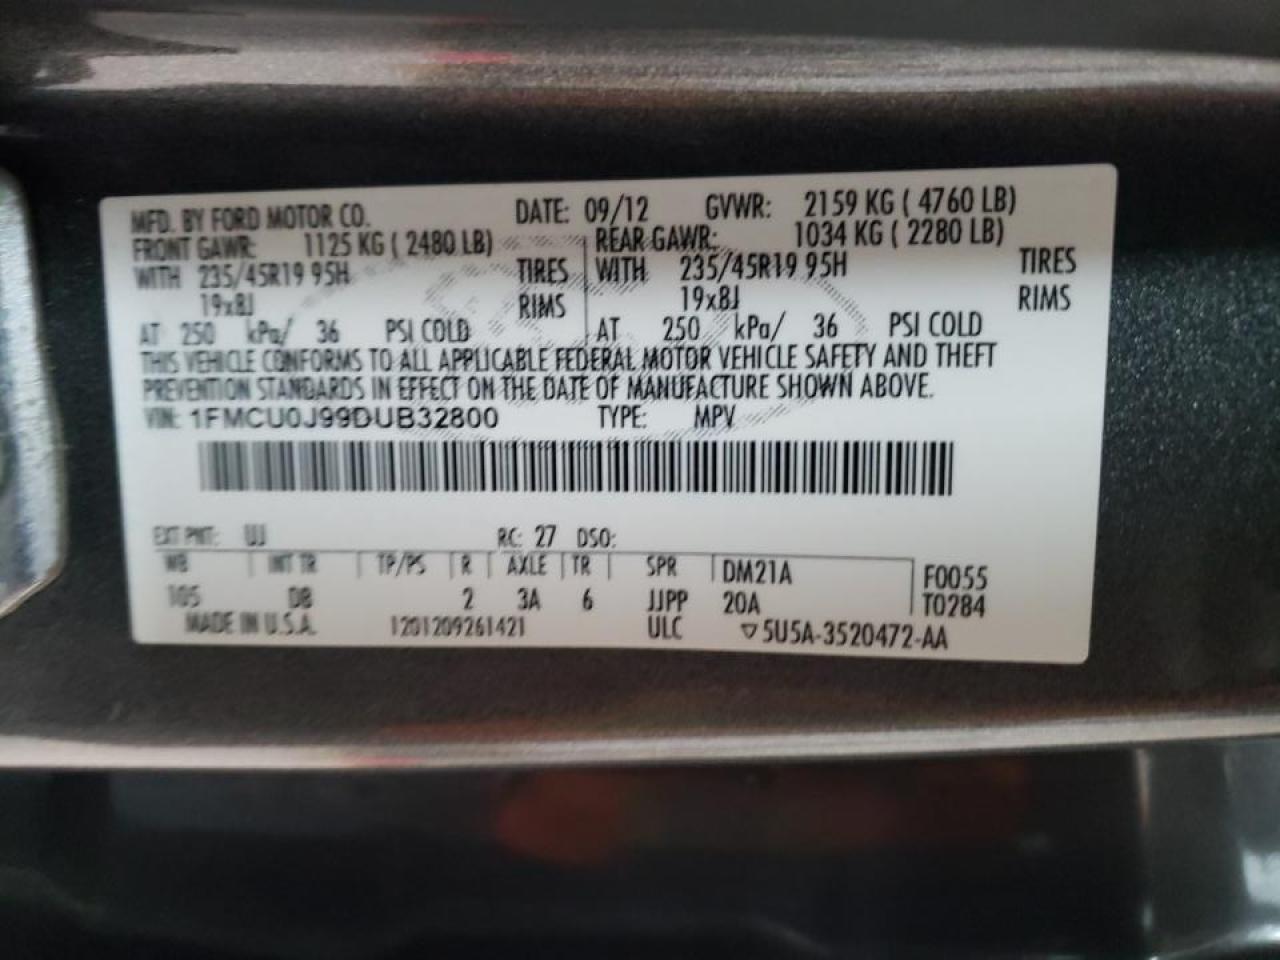 MFD. BY FORD MOTOR CO. DATE: 09/12 GVWR: 2159 KG ( 4760 LB)
FRONT GAWR: 1125 KG ( 2480 LB) REAR GAWR: 1034 KG ( 2280 LB)
WITH 235/45R19 95H TIRES WITH 235/45R19 95H TIRES
19x8J RIMS 19x8J RIMS
AT 250 kPa/ 36 PSI COLD AT 250 kPa/ 36 PSI COLD
THIS VEHICLE CONFORMS TO ALL APPLICABLE FEDERAL MOTOR VEHICLE SAFETY AND THEFT
PREVENTION STANDARDS IN EFFECT ON THE DATE OF MANUFACTURE SHOWN ABOVE.
VIN: 1FMCU0J99DUB32800 TYPE: MPV
EXT PNT: UJ RC: 27 DSO:
WB INT TR TP/PS R AXLE TR SPR DM21A F0055
105 DB 2 3A 6 JJPP 20A T0284
MADE IN U.S.A. 1201209261421 ULC ▽5U5A-3520472-AA